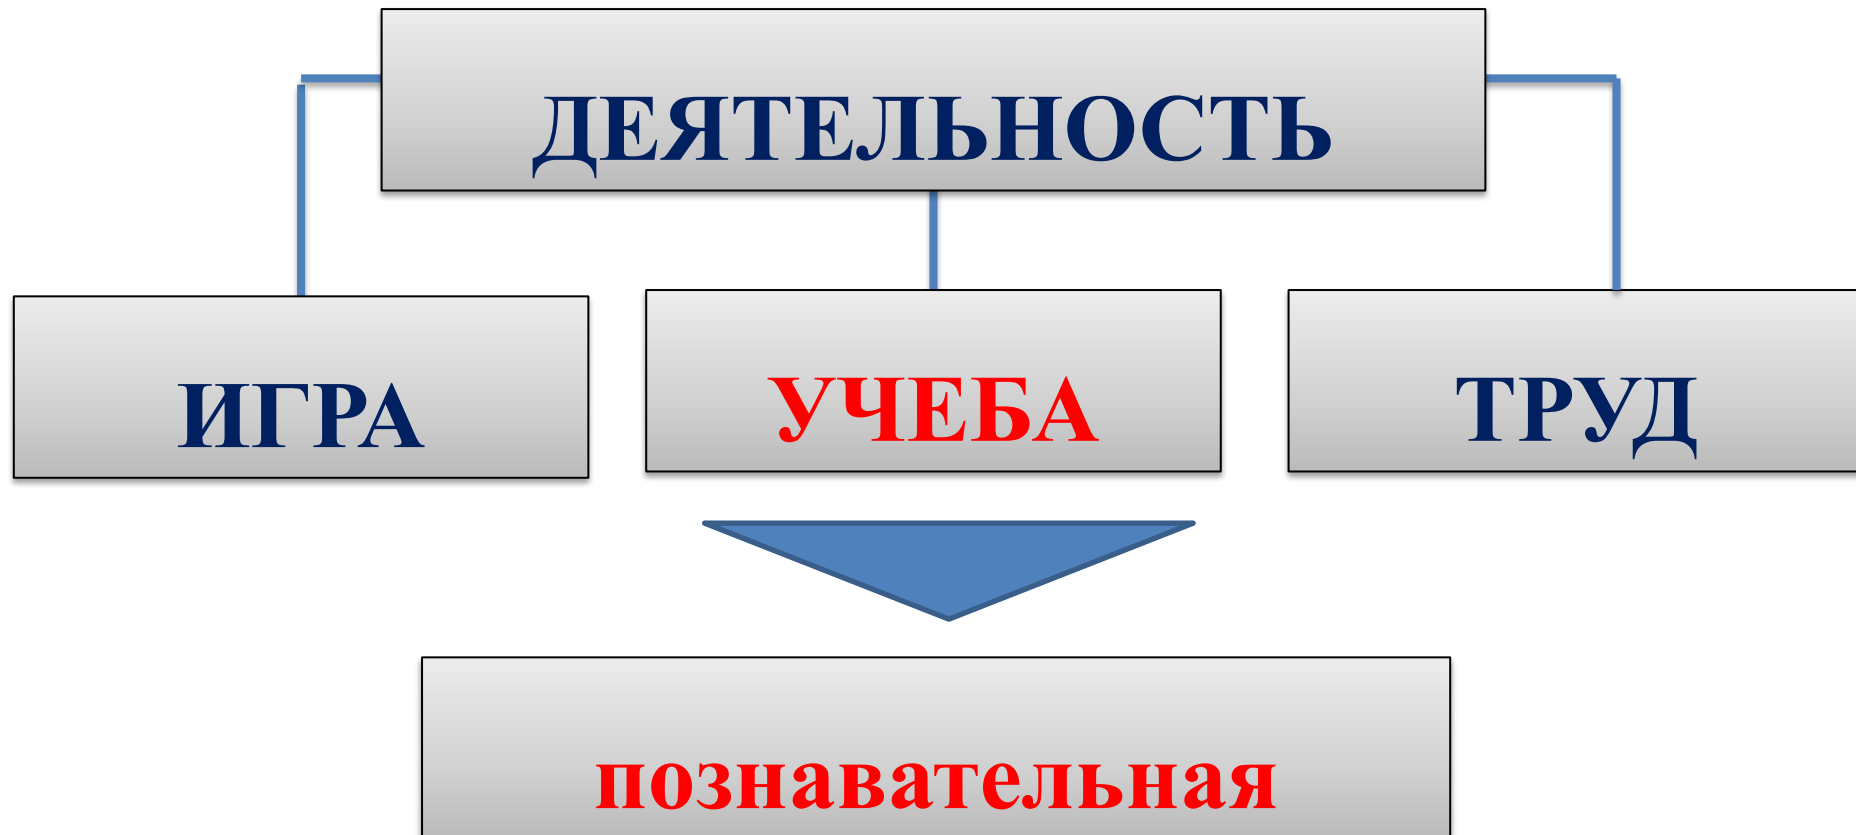 ДЕЯТЕЛЬНОСТЬ
ИГРА
УЧЕБА
ТРУД
познавательная